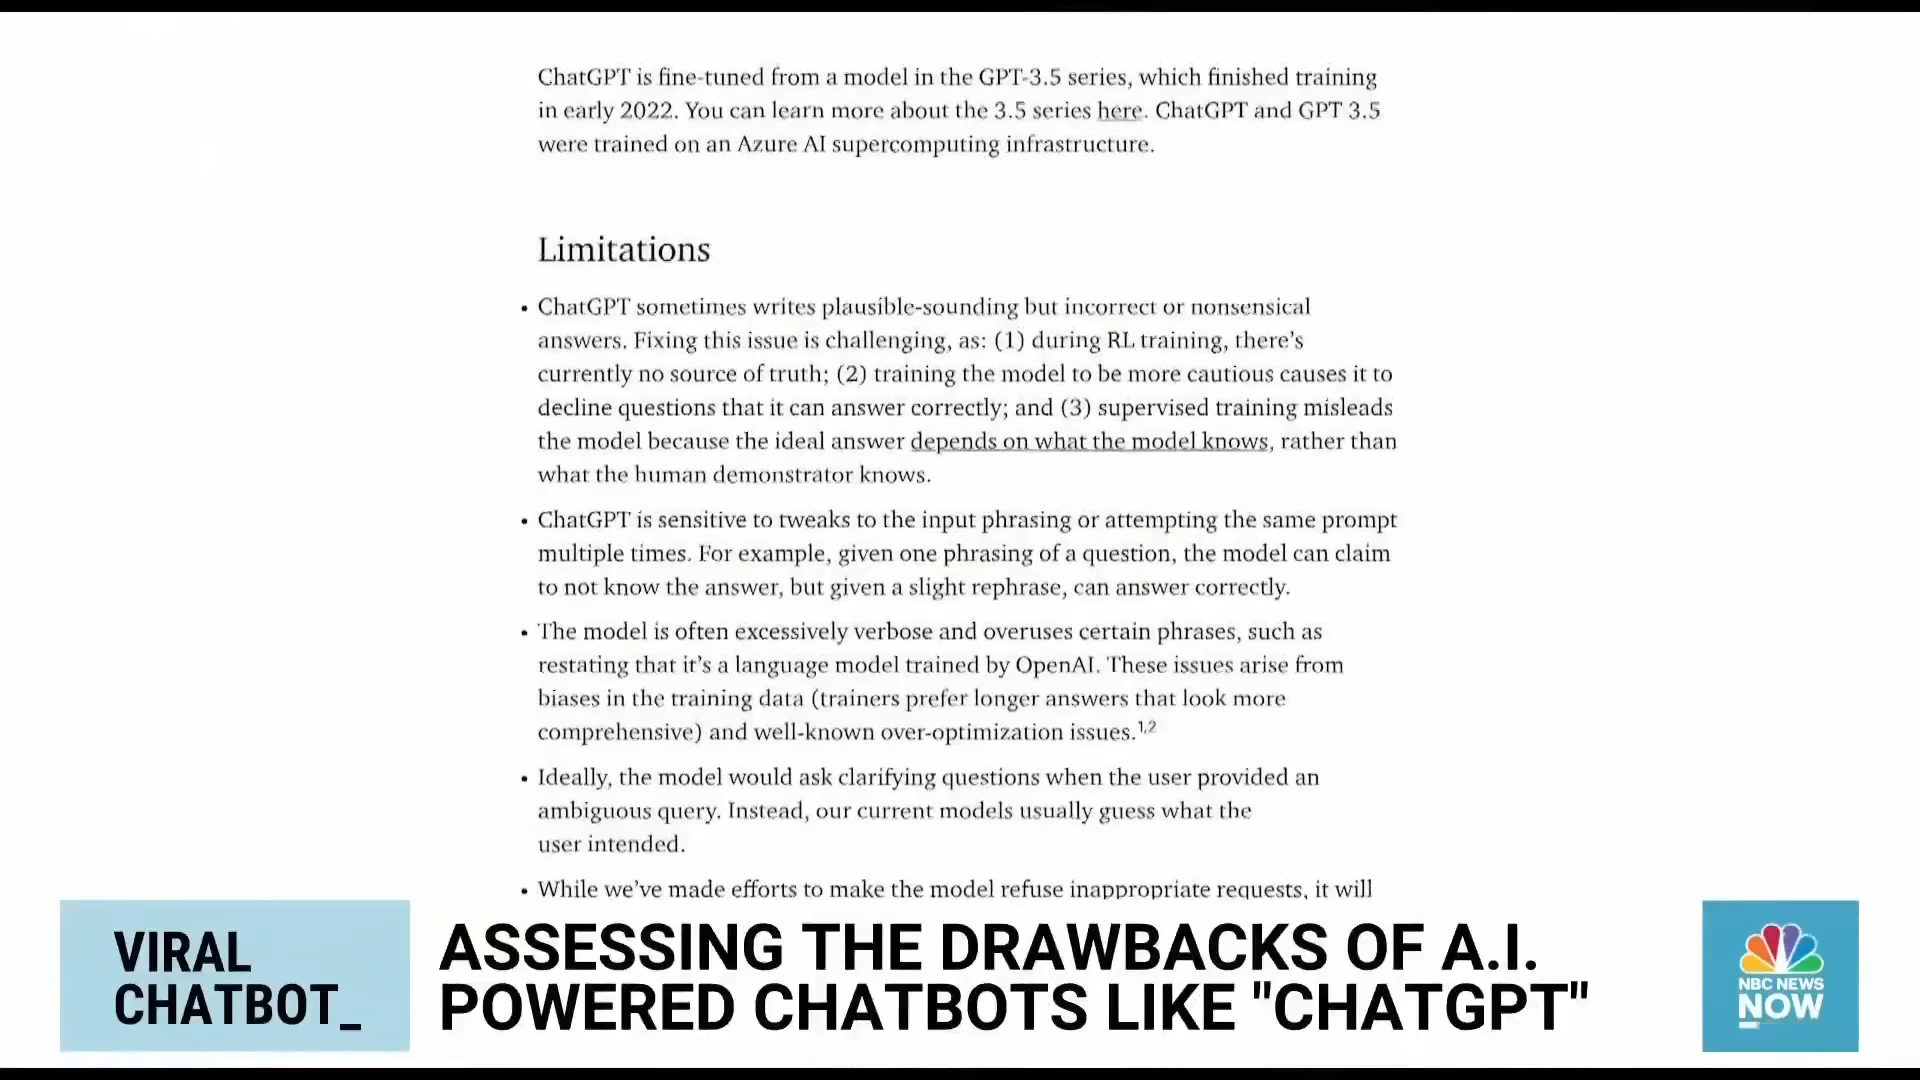 ChatGPT is fine-tuned from a model in the GPT-3.5 series, which finished training
in early 2022. You can learn more about the 3.5 series here. ChatGPT and GPT 3.5
were trained on an Azure AI supercomputing infrastructure.
Limitations
• ChatGPT sometimes writes plausible-sounding but incorrect or nonsensical
answers. Fixing this issue is challenging, as: (1) during RL training, there's
currently no source of truth; (2) training the model to be more cautious causes it to
decline questions that it can answer correctly; and (3) supervised training misleads
the model because the ideal answer depends on what the model knows, rather than
what the human demonstrator knows.
• ChatGPT is sensitive to tweaks to the input phrasing or attempting the same prompt
multiple times. For example, given one phrasing of a question, the model can claim
to not know the answer, but given a slight rephrase, can answer correctly.
• The model is often excessively verbose and overuses certain phrases, such as
restating that it's a language model trained by OpenAI. These issues arise from
biases in the training data (trainers prefer longer answers that look more
comprehensive) and well-known over-optimization issues.1,2
• Ideally, the model would ask clarifying questions when the user provided an
ambiguous query. Instead, our current models usually guess what the
user intended.
• While we've made efforts to make the model refuse inappropriate requests, it will
VIRAL
CHATBOT_
ASSESSING THE DRAWBACKS OF A.I.
POWERED CHATBOTS LIKE "CHATGPT"
NBC NEWS
NOW